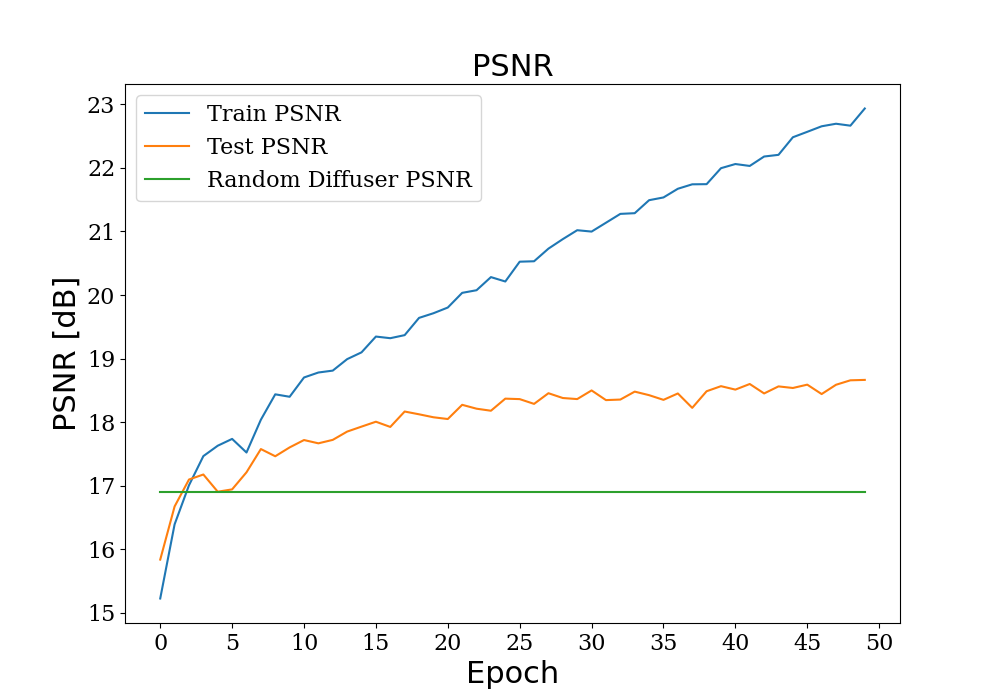 PSNR
Train PSNR
Test PSNR
Random Diffuser PSNR
PSNR [dB]
23
22
21
20
19
18
17
16
15
0 5 10 15 20 25 30 35 40 45 50
Epoch